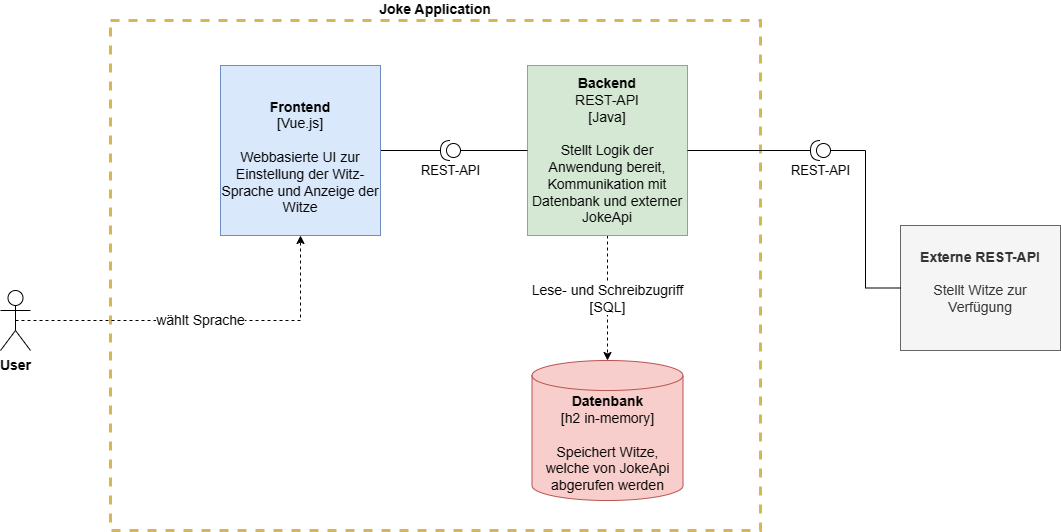 Joke Application
Frontend
[Vue.js]
Webbasierte UI zur
Einstellung der Witz-
Sprache und Anzeige der
Witze
REST-API
Backend
REST-API
[Java]
Stellt Logik der
Anwendung bereit,
Kommunikation mit
Datenbank und externer
JokeApi
REST-API
Externe REST-API
Stellt Witze zur
Verfügung
Lese- und Schreibzugriff
[SQL]
wählt Sprache
User
Datenbank
[h2 in-memory]
Speichert Witze,
welche von JokeApi
abgerufen werden